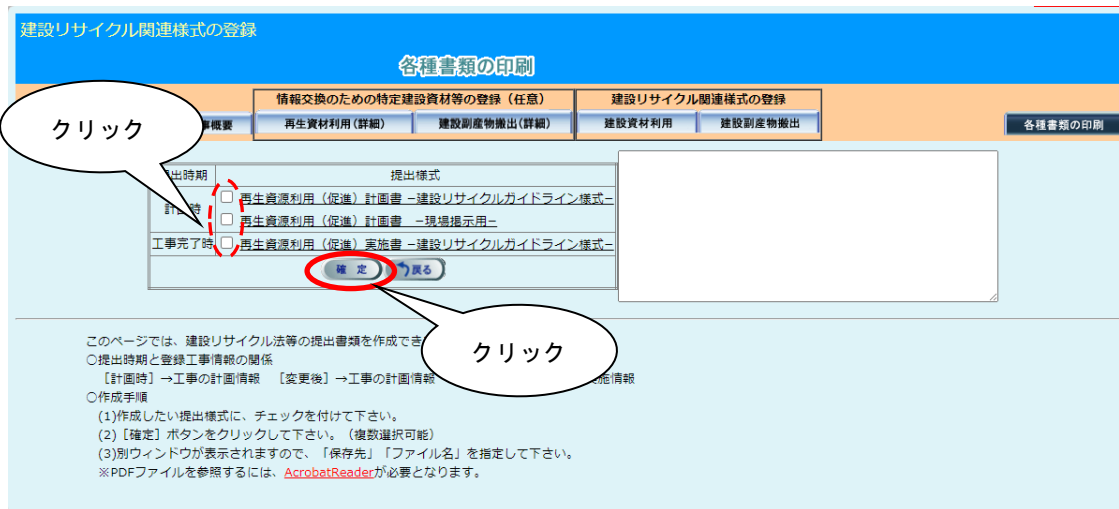 建設リサイクル関連様式の登録
各種書類の印刷
情報交換のための特定建設資材等の登録（任意） 建設リサイクル関連様式の登録
概要 再生資材利用(詳細) 建設副産物搬出(詳細) 建設資材利用 建設副産物搬出 各種書類の印刷
クリック
出時期 提出様式
計画時
再生資源利用（促進）計画書 －建設リサイクルガイドライン様式－
再生資源利用（促進）計画書 －現場掲示用－
工事完了時 再生資源利用（促進）実施書 －建設リサイクルガイドライン様式－
確 定 戻る
クリック
このページでは、建設リサイクル法等の提出書類を作成でき
○提出時期と登録工事情報の関係
［計画時］→工事の計画情報 ［変更後］→工事の計画情報 施情報
○作成手順
(1)作成したい提出様式に、チェックを付けて下さい。
(2)［確定］ボタンをクリックして下さい。（複数選択可能）
(3)別ウィンドウが表示されますので、「保存先」「ファイル名」を指定して下さい。
※PDFファイルを参照するには、AcrobatReaderが必要となります。